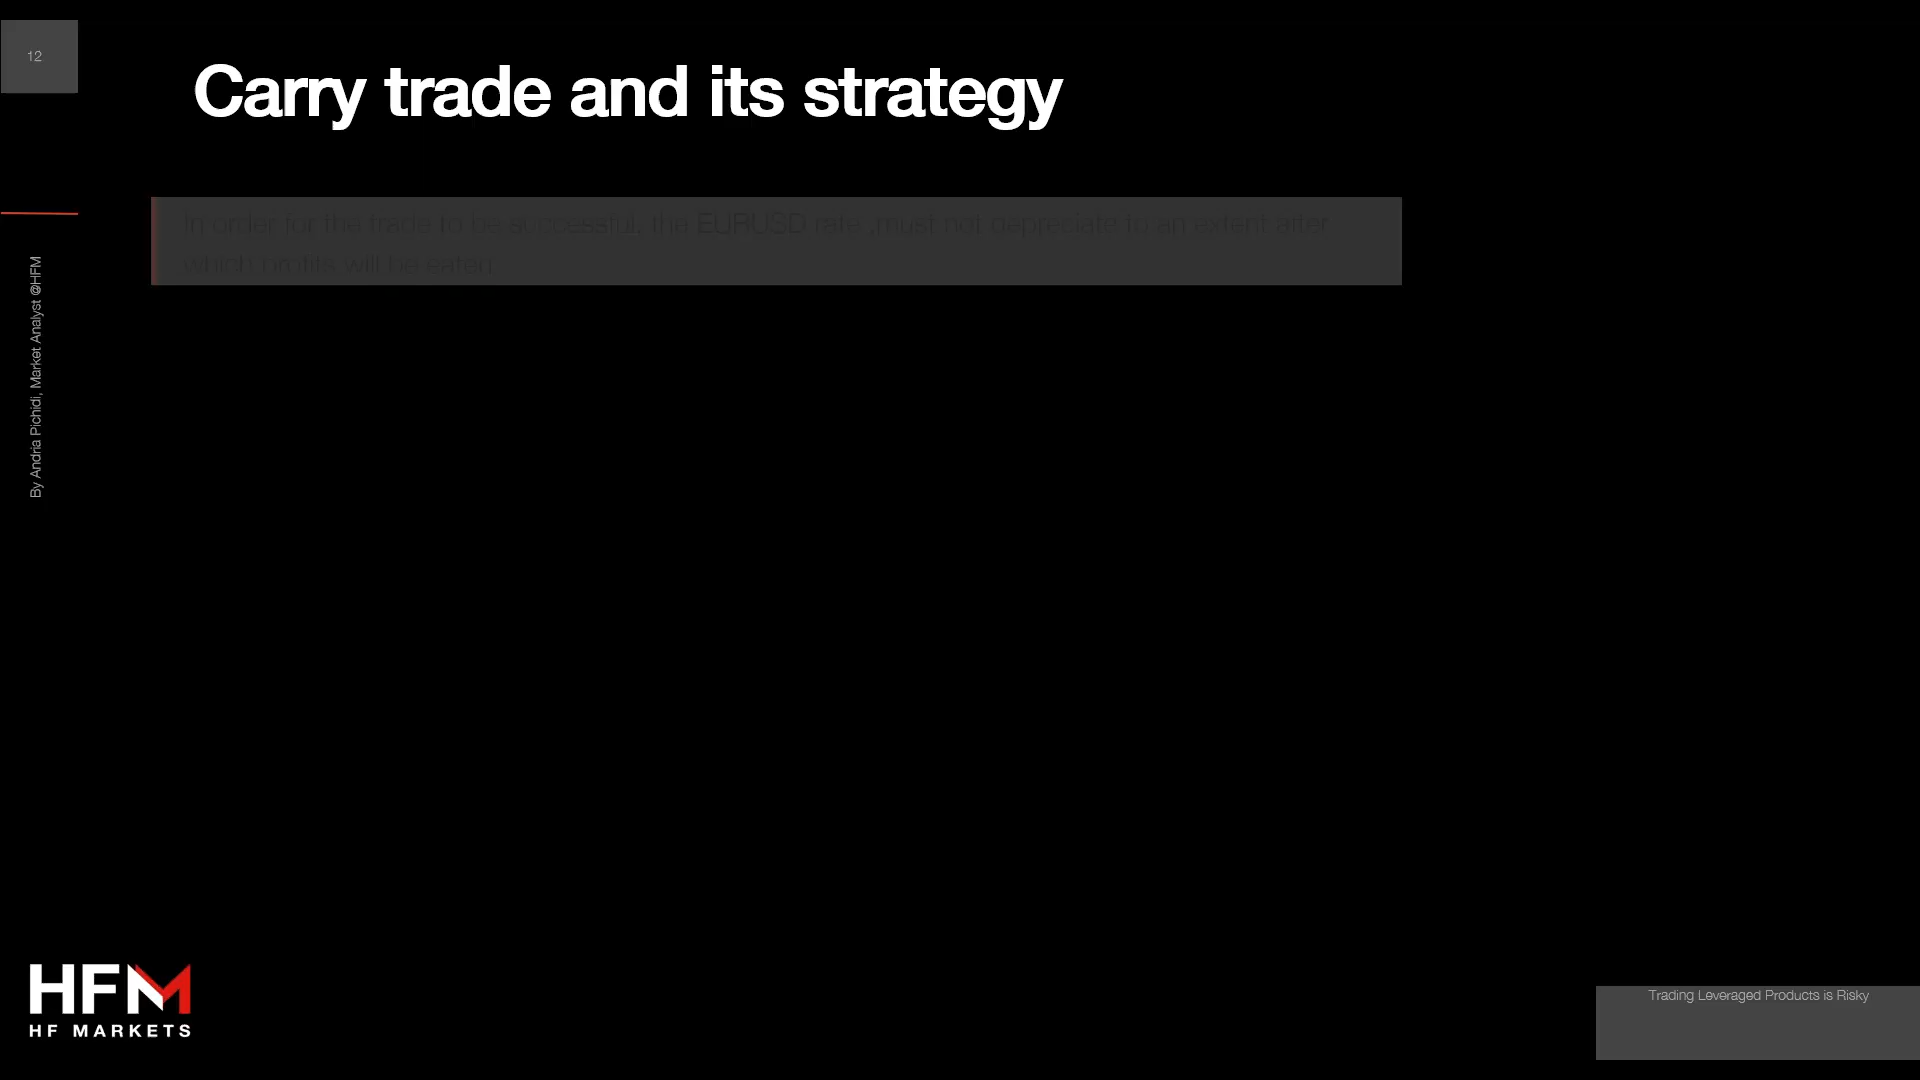 12
Carry trade and its strategy
In order for the trade to be successful, the EURUSD rate ,must not depreciate to an extent after
which profits will be eaten
By Andria Pichidi, Market Analyst @HFM
HFM
HF MARKETS
Trading Leveraged Products is Risky